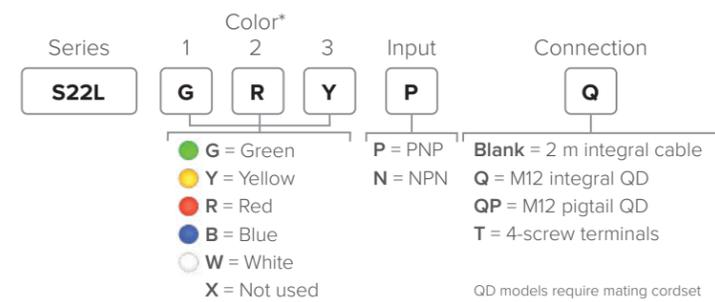 Color*
Series 1 2 3 Input Connection
S22L G R Y P Q
G = Green
Y = Yellow
R = Red
B = Blue
W = White
X = Not used
P = PNP
N = NPN
Blank = 2 m integral cable
Q = M12 integral QD
QP = M12 pigtail QD
T = 4-screw terminals
QD models require mating cordset